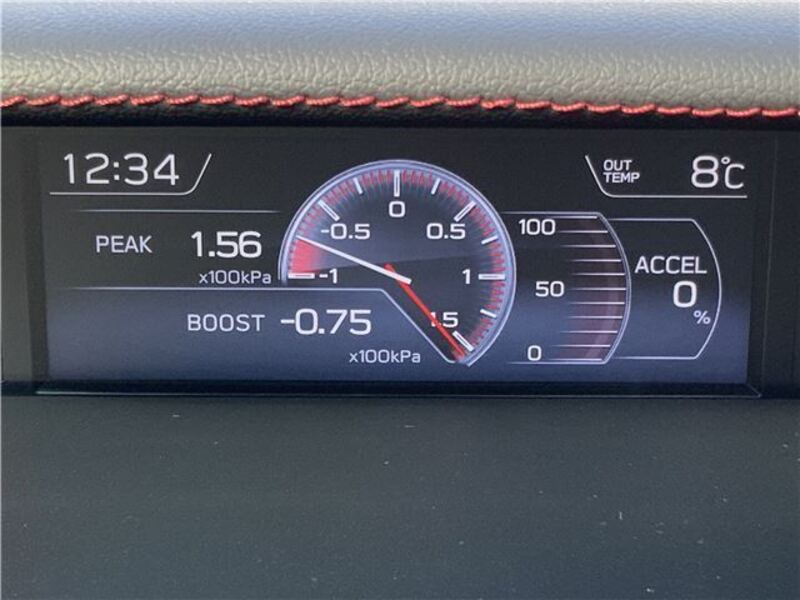 12:34
OUT
TEMP
8°C
PEAK
1.56
x100kPa
BOOST
-0.75
x100kPa
-1
-0.5
0
0.5
1
1.5
100
50
0
ACCEL
0
%